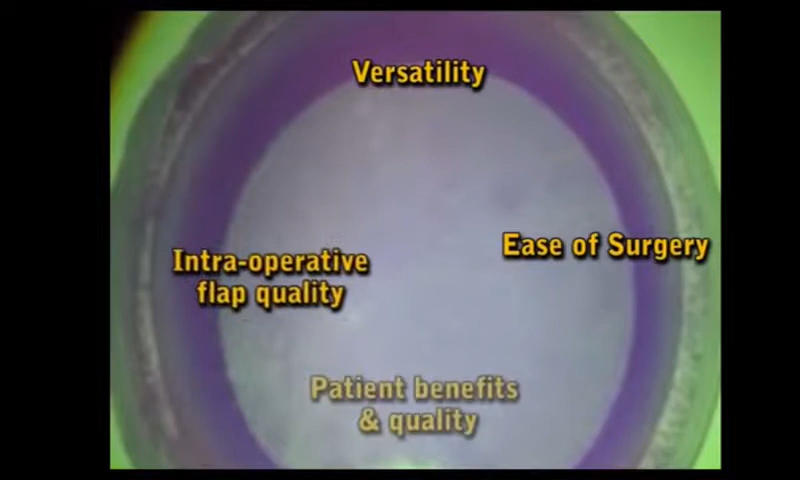 Versatility
Ease of Surgery
Intra-operative
flap quality
Patient benefits
& quality